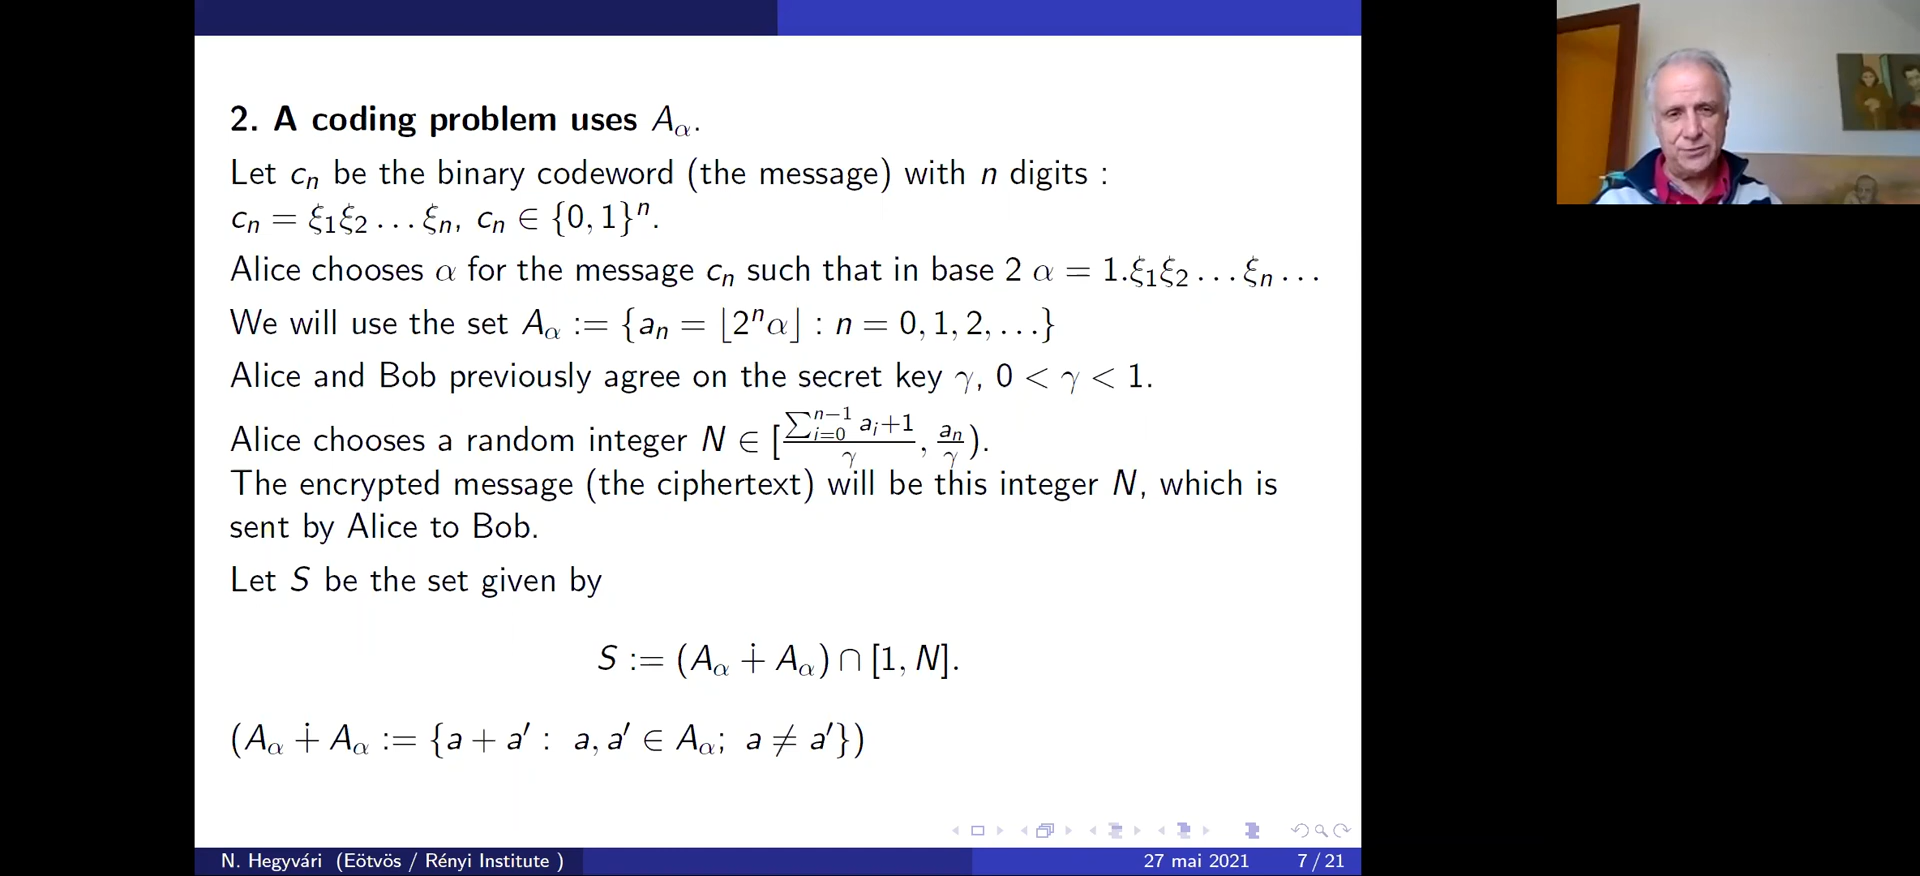 2. A coding problem uses A_α.
Let c_n be the binary codeword (the message) with n digits :
c_n = ξ_1ξ_2 … ξ_n, c_n ∈ {0, 1}^n.
Alice chooses α for the message c_n such that in base 2 α = 1.ξ_1ξ_2 … ξ_n …
We will use the set A_α := {a_n = ⌊2^nα⌋ : n = 0, 1, 2, …}
Alice and Bob previously agree on the secret key γ, 0 < γ < 1.
Alice chooses a random integer N ∈ [\frac{∑_{i=0}^{n−1} a_i+1}{γ}, \frac{a_n}{γ}).
The encrypted message (the ciphertext) will be this integer N, which is
sent by Alice to Bob.
Let S be the set given by
S := (A_α ∔ A_α) ∩ [1, N].
(A_α ∔ A_α := {a + a′ : a, a′ ∈ A_α; a ≠ a′})
N. Hegyvári (Eötvös / Rényi Institute ) 27 mai 2021 7 / 21